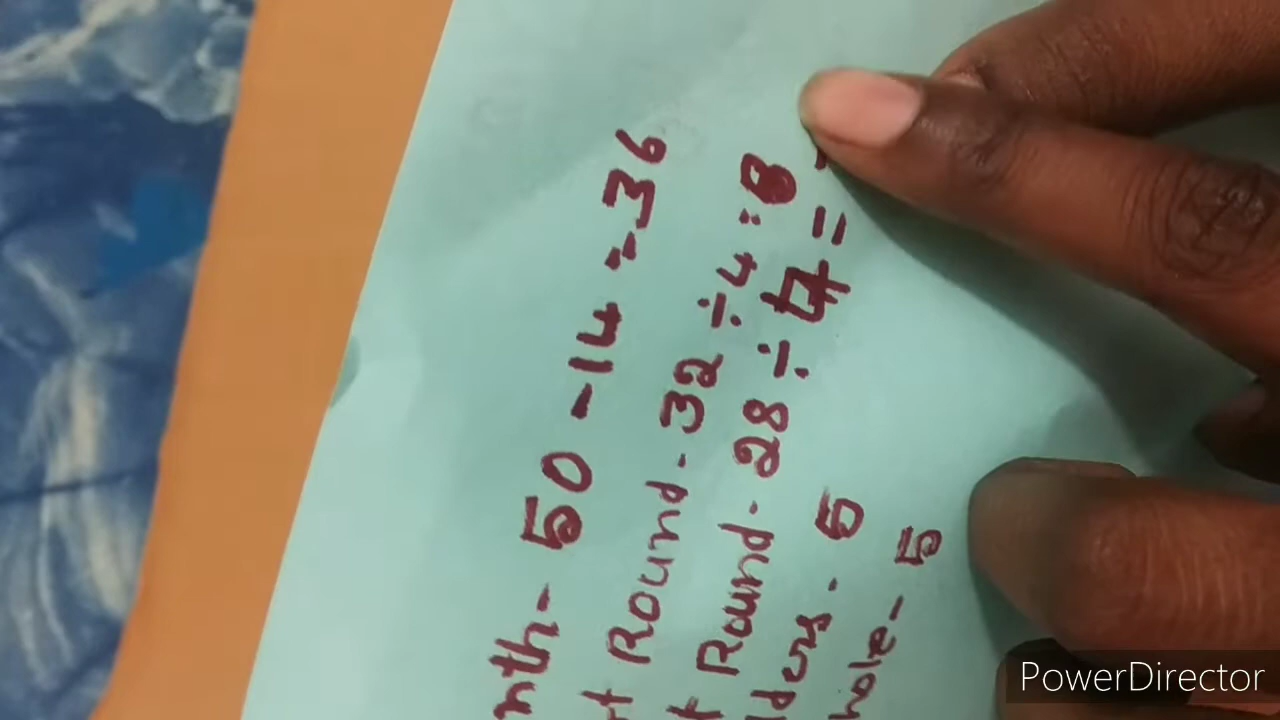 nth- 50 -14 =36
Round- 32 ÷4:8
Round- 28 ÷ 4 =
ders- 5
hole- 5
PowerDirector